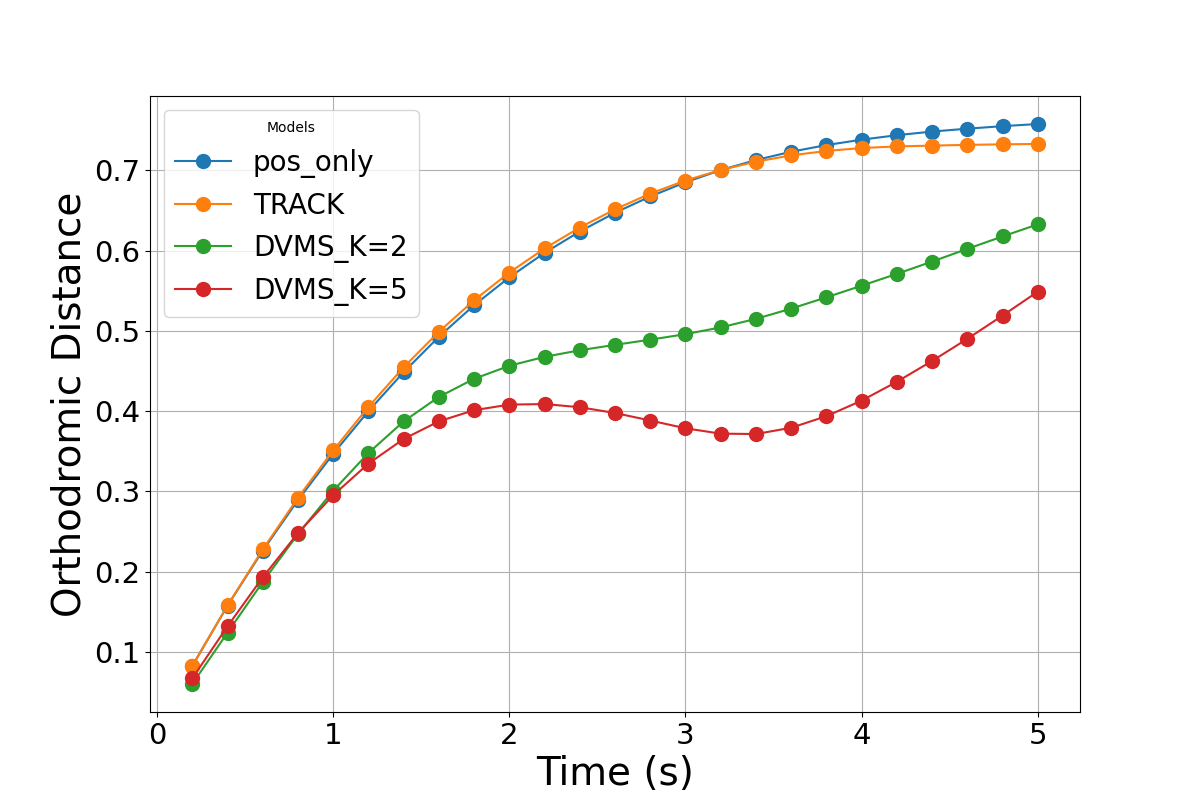 Models
pos_only
TRACK
DVMS_K=2
DVMS_K=5
Orthodromic Distance
0.7
0.6
0.5
0.4
0.3
0.2
0.1
0 1 2 3 4 5
Time (s)